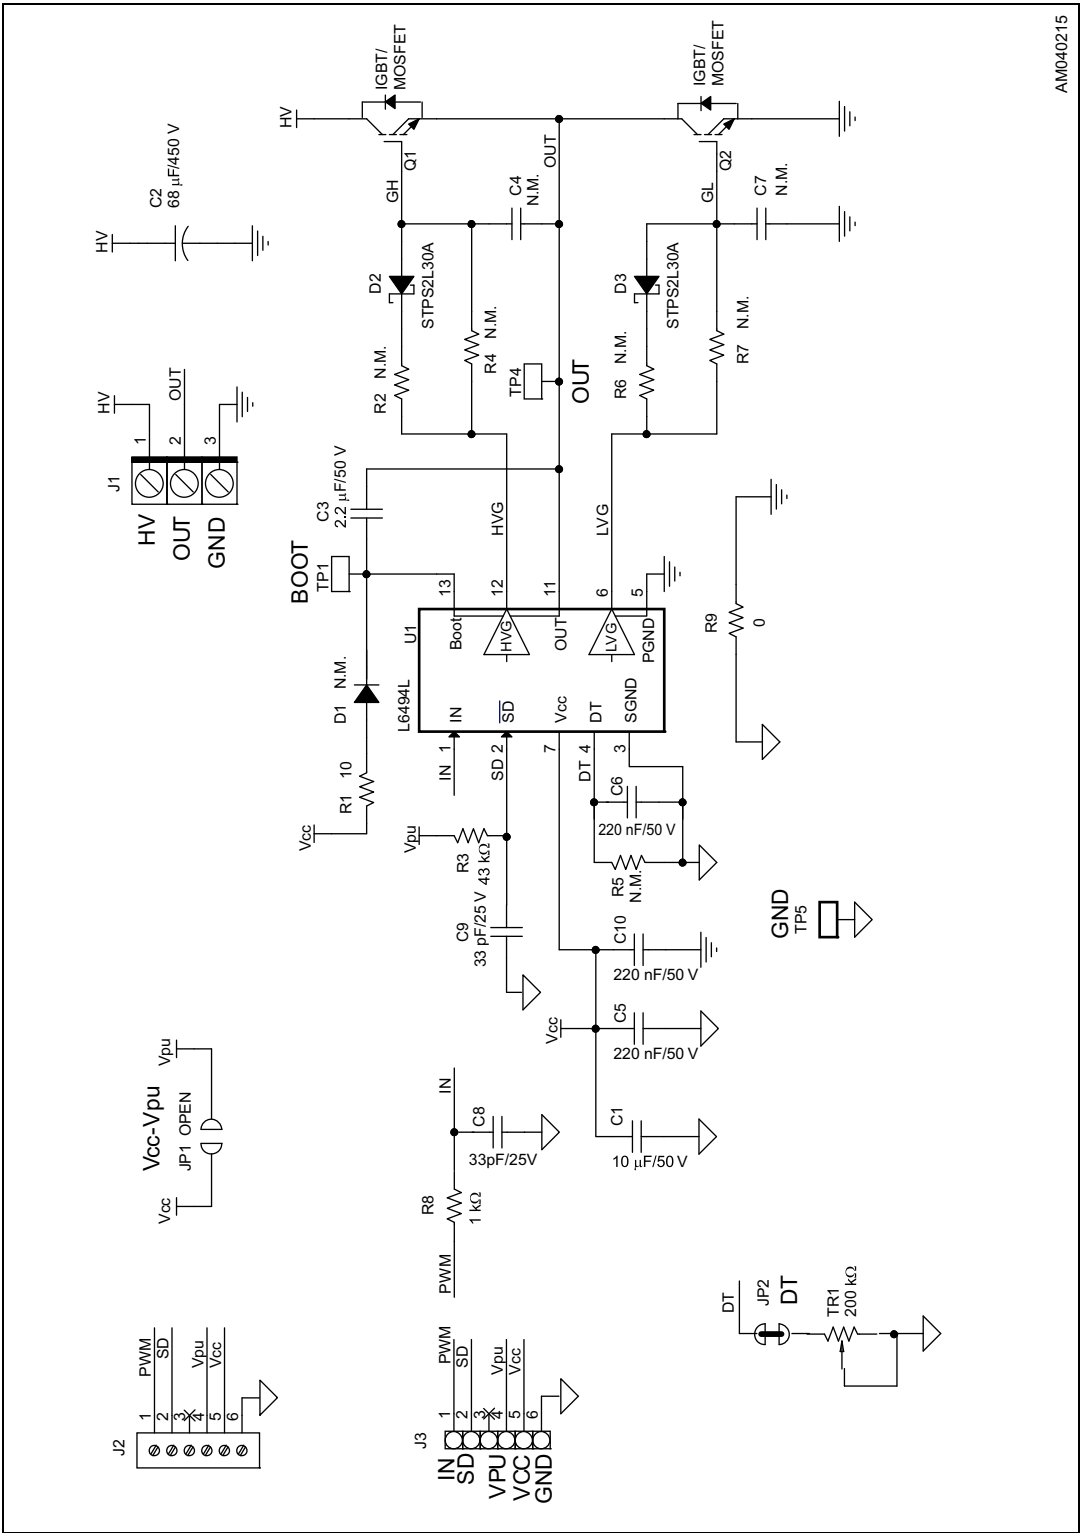 AM040215
HV
C2
68 µF/450 V
J1
HV
OUT
GND
1
2
3
HV
OUT
Vcc-Vpu
JP1 OPEN
Vcc
Vpu
J2
1
2
3
4
5
6
PWM
SD
Vpu
Vcc
HV
IGBT/
MOSFET
Q1
GH
D2
STPS2L30A
R2 N.M.
R4 N.M.
C4
N.M.
OUT
TP4
OUT
C3
2.2 µF/50 V
BOOT
TP1
D1 N.M.
R1 10
Vcc
U1
L6494L
Boot
13
HVG
12
HVG
OUT
11
LVG
6
LVG
PGND
5
IN
IN 1
SD
SD 2
Vcc
7
DT
DT 4
SGND
3
Vpu
R3
43 kΩ
C9
33 pF/25 V
C6
220 nF/50 V
R5
N.M.
C10
220 nF/50 V
Vcc
C5
220 nF/50 V
C1
10 µF/50 V
IGBT/
MOSFET
Q2
GL
C7
N.M.
D3
STPS2L30A
R6 N.M.
R7 N.M.
R9
0
GND
TP5
IN
C8
33pF/25V
R8
1 kΩ
PWM
J3
IN
SD
VPU
VCC
GND
1
2
3
4
5
6
PWM
SD
Vpu
Vcc
DT
JP2
DT
TR1
200 kΩ